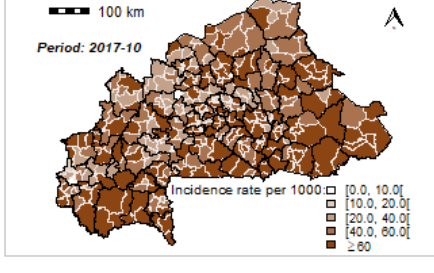 100 km
Period: 2017-10
Incidence rate per 1000:
[0.0, 10.0[
[10.0, 20.0[
[20.0, 40.0[
[40.0, 60.0[
≥60